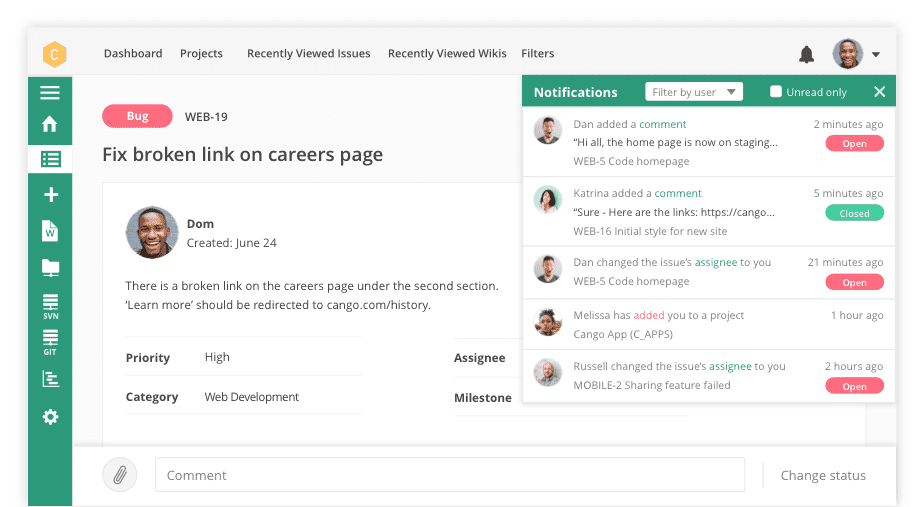 C
Dashboard Projects Recently Viewed Issues Recently Viewed Wikis Filters
Notifications Filter by user Unread only
Bug WEB-19
Fix broken link on careers page
Dom
Created: June 24
There is a broken link on the careers page under the second section.
‘Learn more’ should be redirected to cango.com/history.
Priority High
Assignee
Category Web Development
Milestone
Dan added a comment 2 minutes ago
“Hi all, the home page is now on staging... Open
WEB-5 Code homepage
Katrina added a comment 5 minutes ago
“Sure - Here are the links: https://cango... Closed
WEB-16 Initial style for new site
Dan changed the issue’s assignee to you 21 minutes ago
WEB-5 Code homepage Open
Melissa has added you to a project 1 hour ago
Cango App (C_APPS)
Russell changed the issue’s assignee to you 2 hours ago
MOBILE-2 Sharing feature failed Open
W
SVN
GIT
Comment Change status